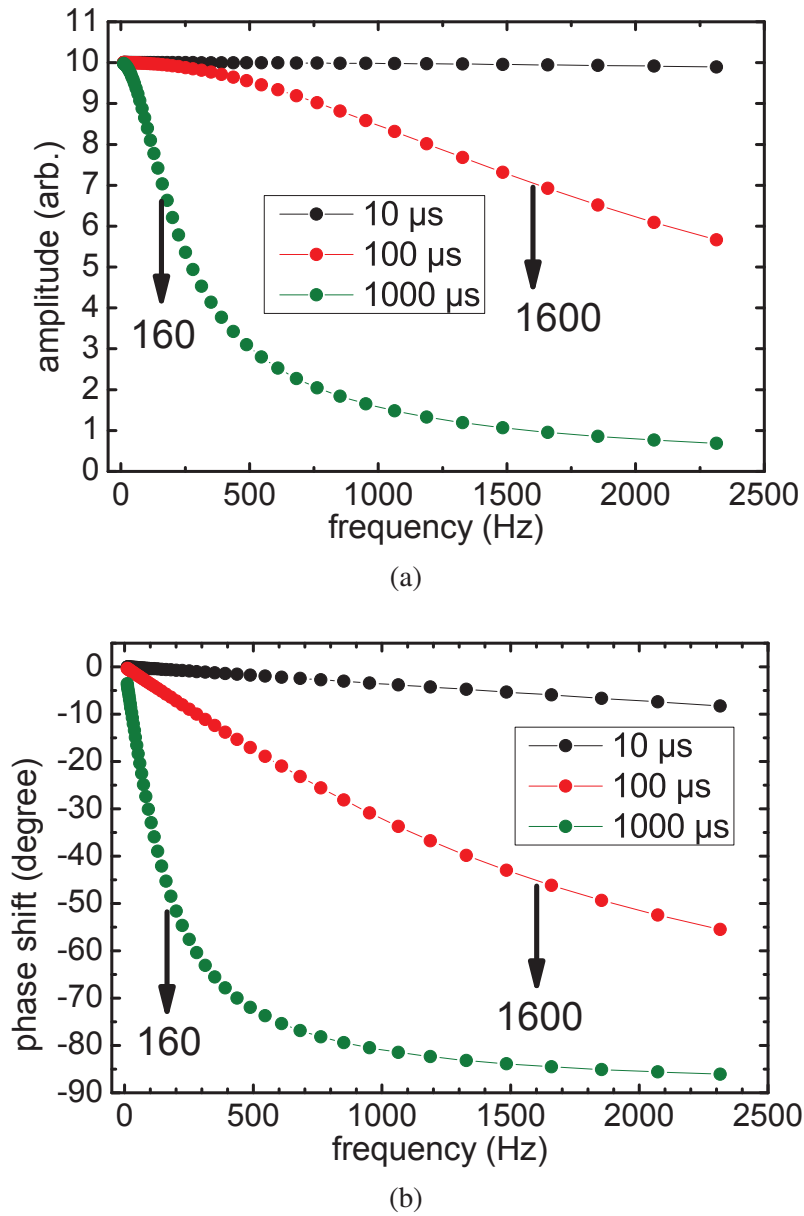 10
9
8
7
6
5
4
3
2
1
0
amplitude (arb.)
10 µs
100 µs
1000 µs
160
1600
0 500 1000 1500 2000 2500
frequency (Hz)
(a)
0
-10
-20
-30
-40
-50
-60
-70
-80
-90
phase shift (degree)
10 µs
100 µs
1000 µs
160
1600
0 500 1000 1500 2000 2500
frequency (Hz)
(b)